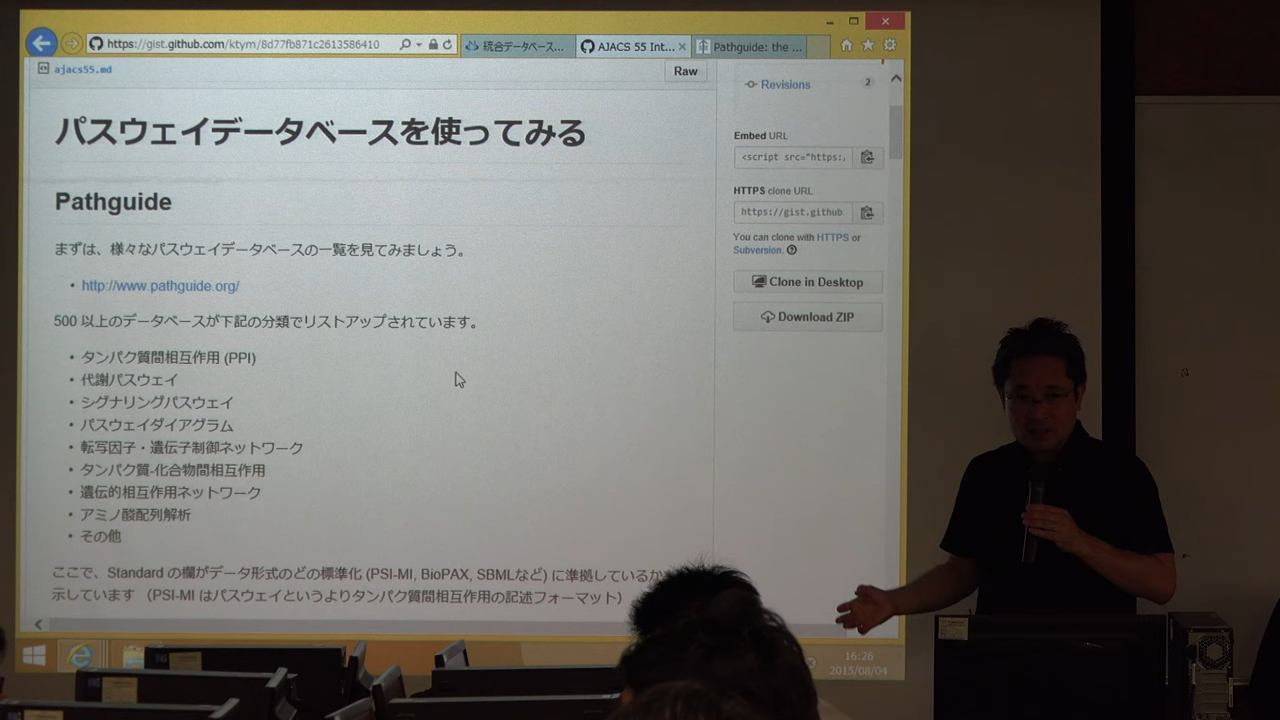 https://gist.github.com/ktym/8d77fb871c2613586410
統合データベース...
AJACS 55 Int...
Pathguide: the ...
ajacs55.md
Raw
パスウェイデータベースを使ってみる
Pathguide
まずは、様々なパスウェイデータベースの一覧を見てみましょう。
• http://www.pathguide.org/
500 以上のデータベースが下記の分類でリストアップされています。
• タンパク質間相互作用 (PPI)
• 代謝パスウェイ
• シグナリングパスウェイ
• パスウェイダイアグラム
• 転写因子・遺伝子制御ネットワーク
• タンパク質-化合物間相互作用
• 遺伝的相互作用ネットワーク
• アミノ酸配列解析
• その他
ここで、Standard の欄がデータ形式のどの標準化 (PSI-MI, BioPAX, SBMLなど) に準拠しているか
示しています （PSI-MI はパスウェイというよりタンパク質間相互作用の記述フォーマット）
Revisions 2
Embed URL
<script src="https:,
HTTPS clone URL
https://gist.github
You can clone with HTTPS or
Subversion.
Clone in Desktop
Download ZIP
16:26
2015/08/04